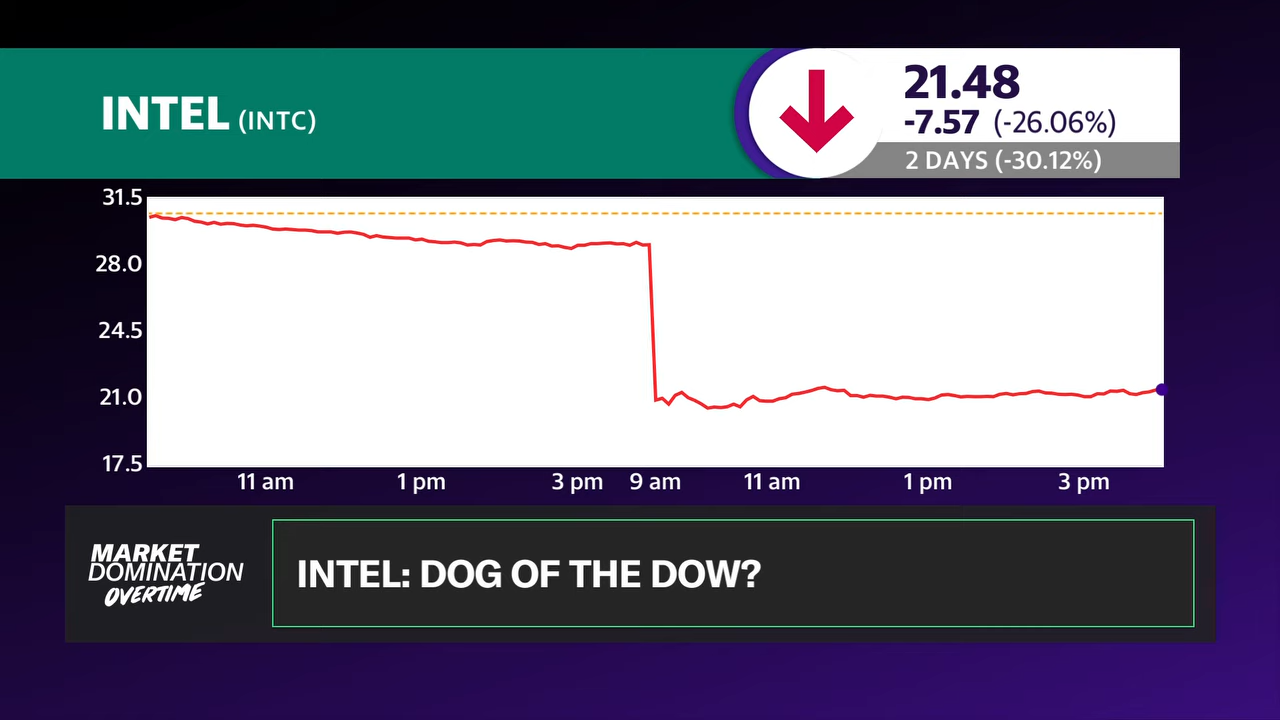 INTEL (INTC)
21.48
-7.57 (-26.06%)
2 DAYS (-30.12%)
31.5
28.0
24.5
21.0
17.5
11 am 1 pm 3 pm 9 am 11 am 1 pm 3 pm
MARKET
DOMINATION
OVERTIME
INTEL: DOG OF THE DOW?